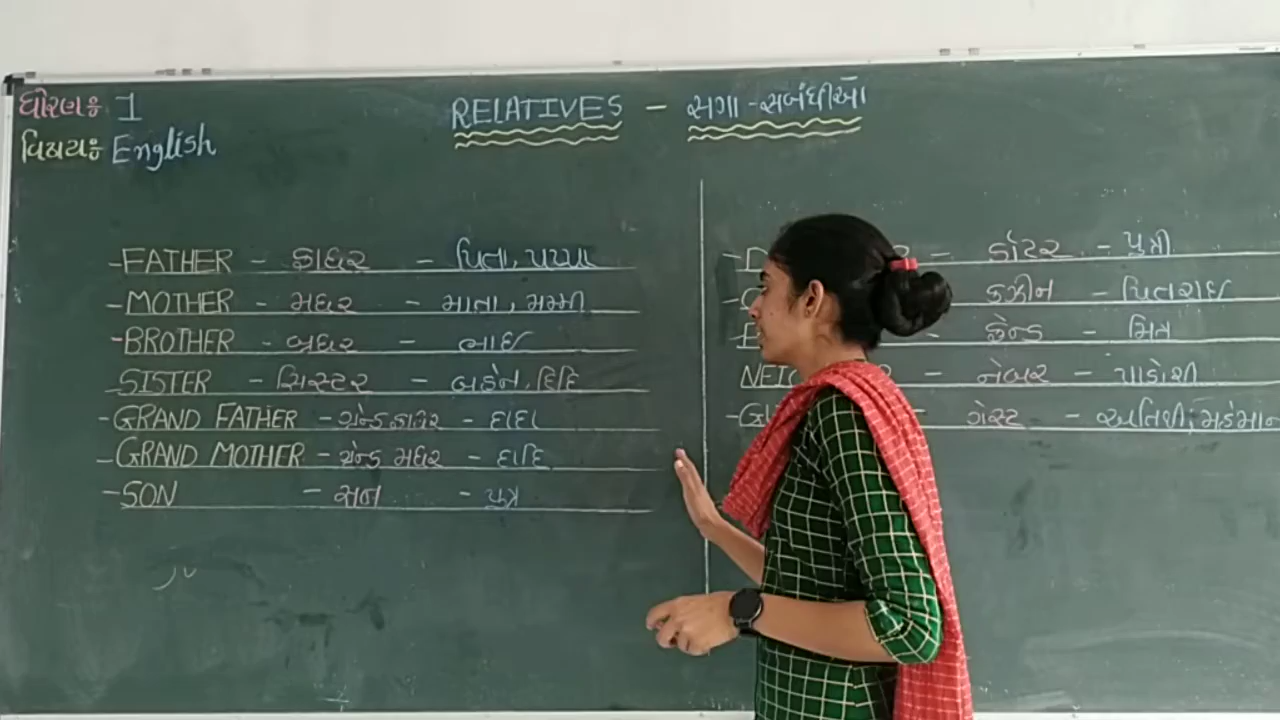 ધોરણઃ 1
વિષયઃ English
RELATIVES - સગા-સબંધીઓ
- FATHER - ફાધર - પિતા, પપ્પા
- MOTHER - મધર - માતા, મમ્મી
- BROTHER - બ્રધર - ભાઈ
- SISTER - સિસ્ટર - બહેન, દિદિ
- GRAND FATHER - ગ્રેન્ડ ફાધર - દાદા
- GRAND MOTHER - ગ્રેન્ડ મધર - દાદિ
- SON - સન - પુત્ર
- ડૉટર - પુત્રી
કઝીન - પિતરાઈ
- ફ્રેન્ડ - મિત્ર
- નેબર - પાડોશી
- ગેસ્ટ - અતિથી, મહેમાન